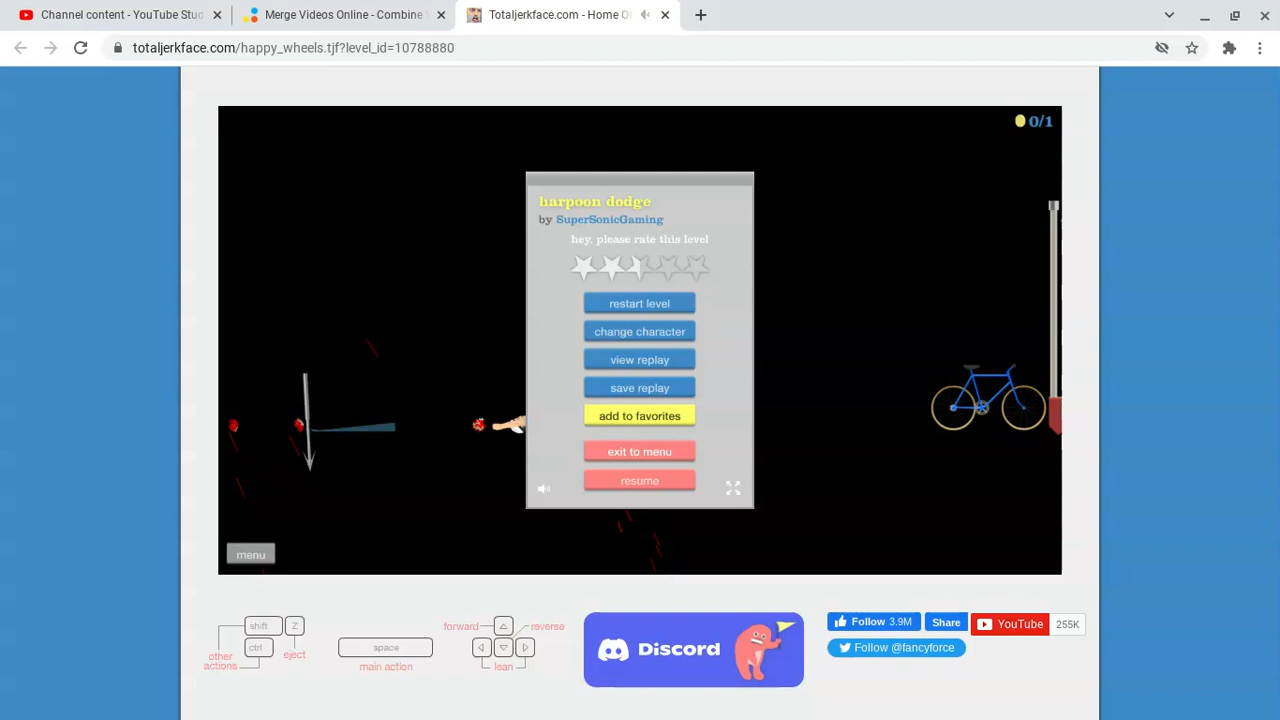 Channel content - YouTube Stud
Merge Videos Online - Combine
Totaljerkface.com - Home Of
totaljerkface.com/happy_wheels.tjf?level_id=10788880
0/1
harpoon dodge
by SuperSonicGaming
hey, please rate this level
restart level
change character
view replay
save replay
add to favorites
exit to menu
resume
menu
shift
Z
ctrl
other
actions
eject
space
main action
forward
reverse
lean
Discord
Follow 3.9M
Share
YouTube
255K
Follow @fancyforce